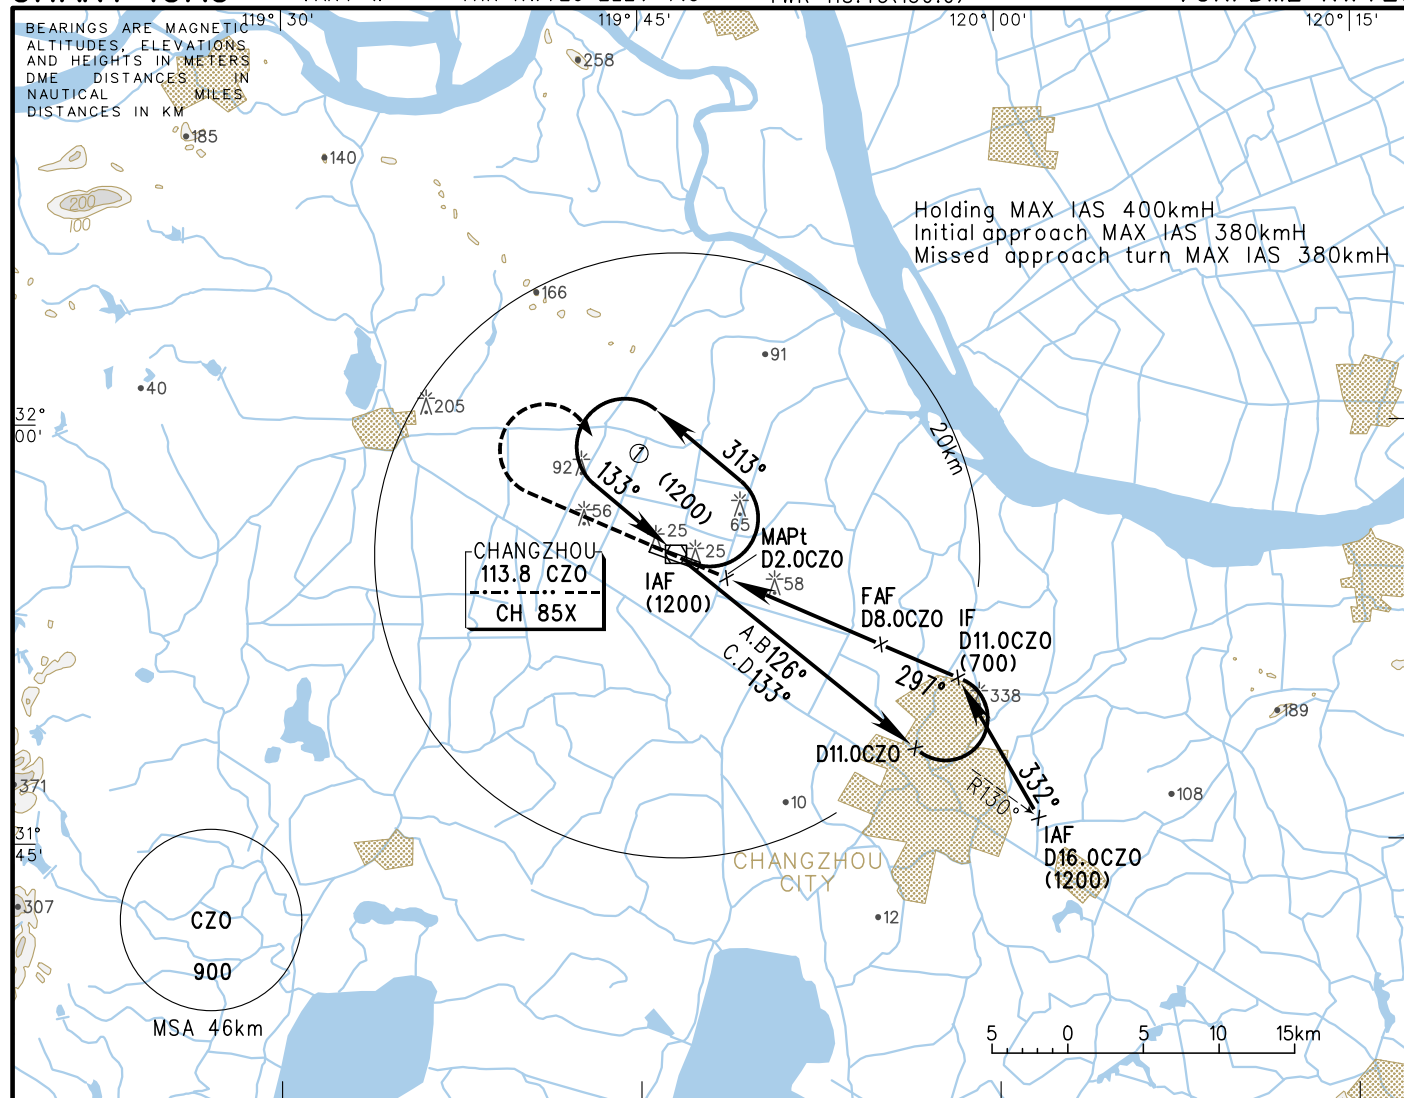 119° 30'
119° 45'
120° 00'
120° 15'
BEARINGS ARE MAGNETIC
ALTITUDES, ELEVATIONS
AND HEIGHTS IN METERS
DME DISTANCES IN
NAUTICAL MILES
DISTANCES IN KM
258
185
140
200
100
Holding MAX IAS 400kmH
Initial approach MAX IAS 380kmH
Missed approach turn MAX IAS 380kmH
166
91
40
205
32°
00'
20km
313°
1
92
133°
(1200)
56
65
25
25
MAPt
D2.0CZO
CHANGZHOU
113.8 CZO
CH 85X
IAF
(1200)
58
FAF
D8.0CZO
IF
D11.0CZO
(700)
A.B126°
C.D133°
297°
338
189
D11.0CZO
371
332°
R130°
108
10
31°
45'
IAF
D16.0CZO
(1200)
CHANGZHOU
CITY
307
12
CZO
900
MSA 46km
5 0 5 10 15km